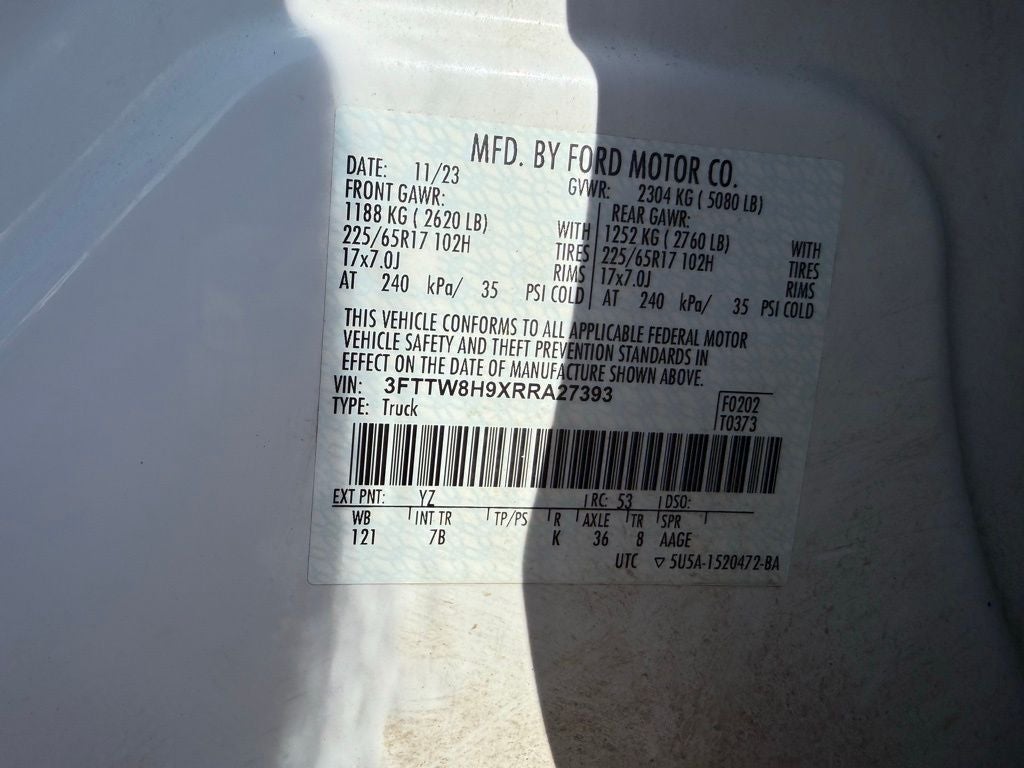 MFD. BY FORD MOTOR CO.
DATE: 11/23 GVWR: 2304 KG ( 5080 LB)
FRONT GAWR: REAR GAWR:
1188 KG ( 2620 LB) WITH 1252 KG ( 2760 LB) WITH
225/65R17 102H TIRES 225/65R17 102H TIRES
17x7.0J RIMS 17x7.0J RIMS
AT 240 kPa/ 35 PSI COLD AT 240 kPa/ 35 PSI COLD
THIS VEHICLE CONFORMS TO ALL APPLICABLE FEDERAL MOTOR
VEHICLE SAFETY AND THEFT PREVENTION STANDARDS IN
EFFECT ON THE DATE OF MANUFACTURE SHOWN ABOVE.
VIN: 3FTTW8H9XRRA27393
TYPE: Truck
F0202
T0373
EXT PNT: YZ RC: 53 DSO:
WB INT TR TP/PS R AXLE TR SPR
121 7B K 36 8 AAGE
UTC ▽ 5U5A-1520472-BA